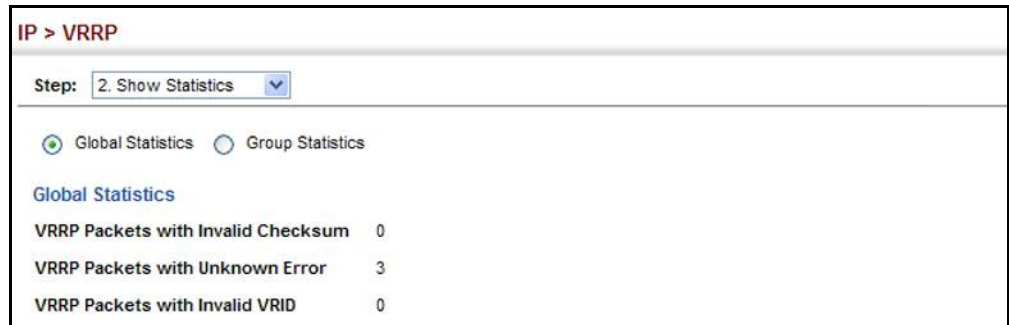 IP > VRRP
Step: 2. Show Statistics
Global Statistics Group Statistics
Global Statistics
VRRP Packets with Invalid Checksum 0
VRRP Packets with Unknown Error 3
VRRP Packets with Invalid VRID 0